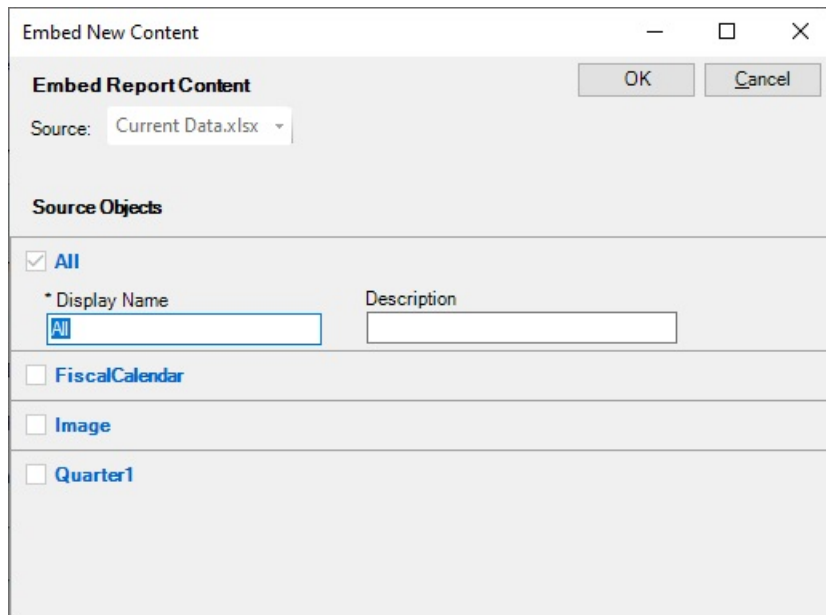 Embed New Content
Embed Report Content
OK
Cancel
Source: Current Data.xlsx
Source Objects
All
* Display Name
Description
All
FiscalCalendar
Image
Quarter1